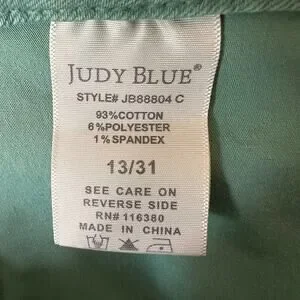 JUDY BLUE®
STYLE# JB88804 C
93%COTTON
6%POLYESTER
1%SPANDEX
13/31
SEE CARE ON
REVERSE SIDE
RN# 116380
MADE IN CHINA